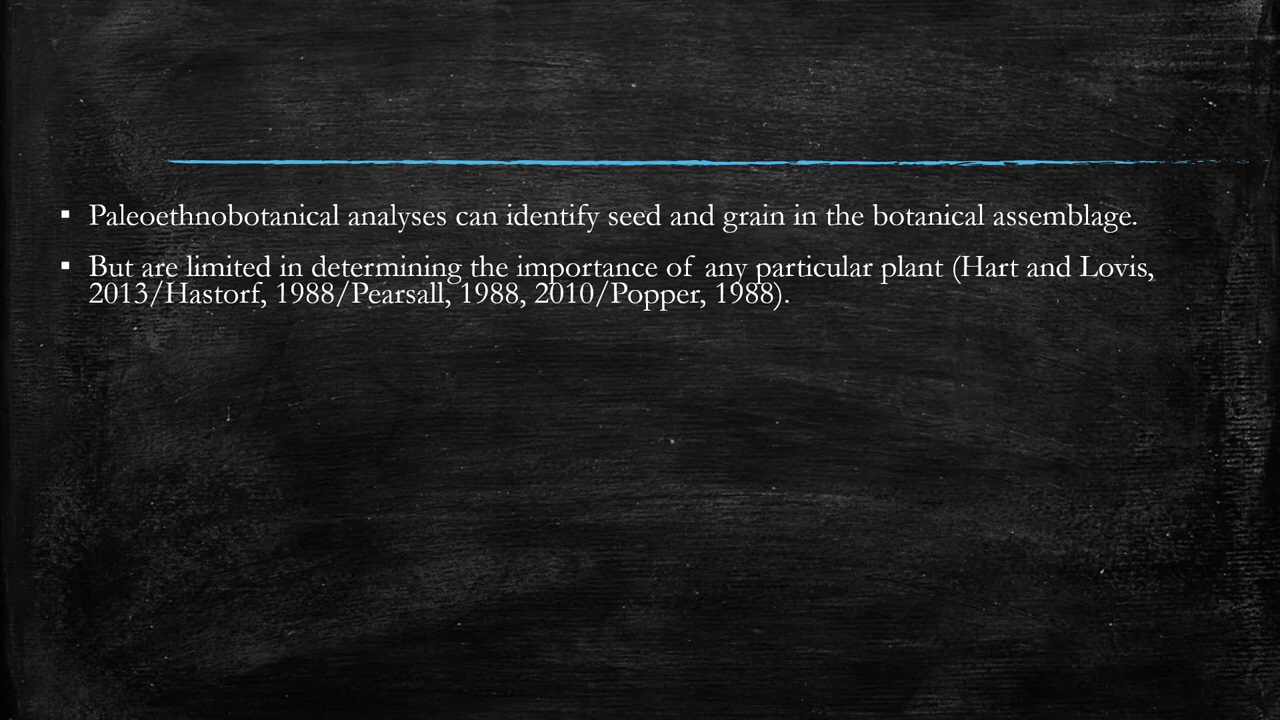 ▪ Paleoethnobotanical analyses can identify seed and grain in the botanical assemblage.
▪ But are limited in determining the importance of any particular plant (Hart and Lovis,
2013/Hastorf, 1988/Pearsall, 1988, 2010/Popper, 1988).